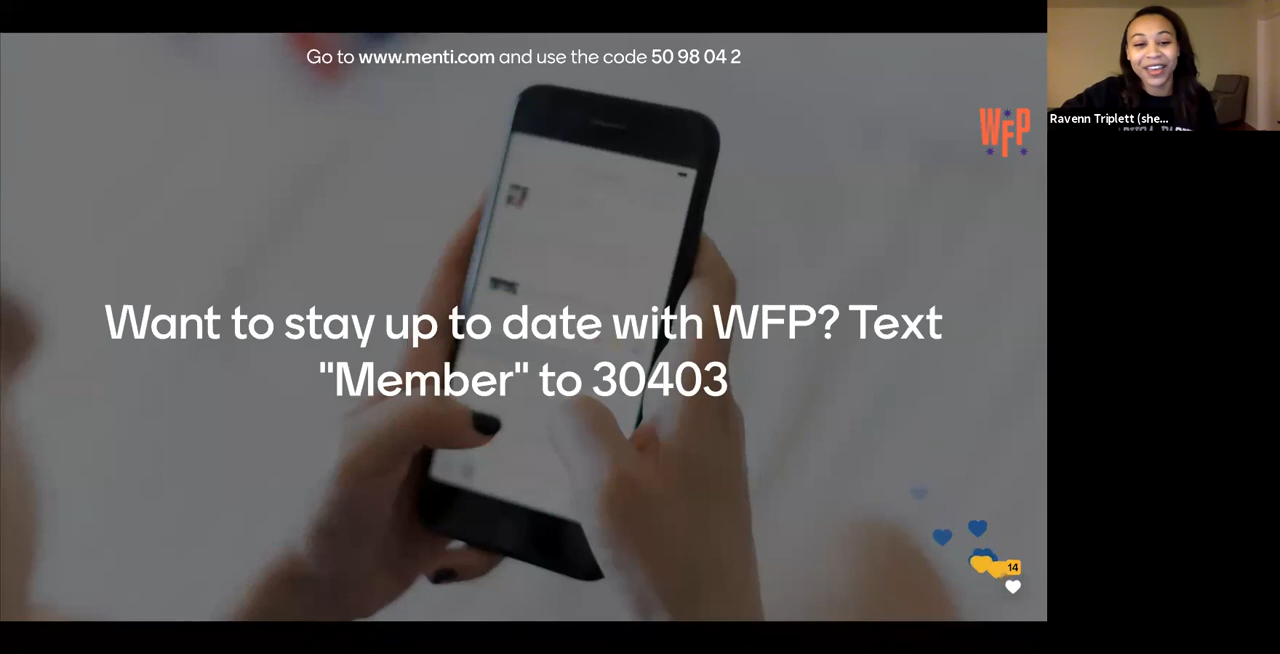 Go to www.menti.com and use the code 50 98 04 2
WFP
Ravenn Triplett (she...
Want to stay up to date with WFP? Text
"Member" to 30403
14